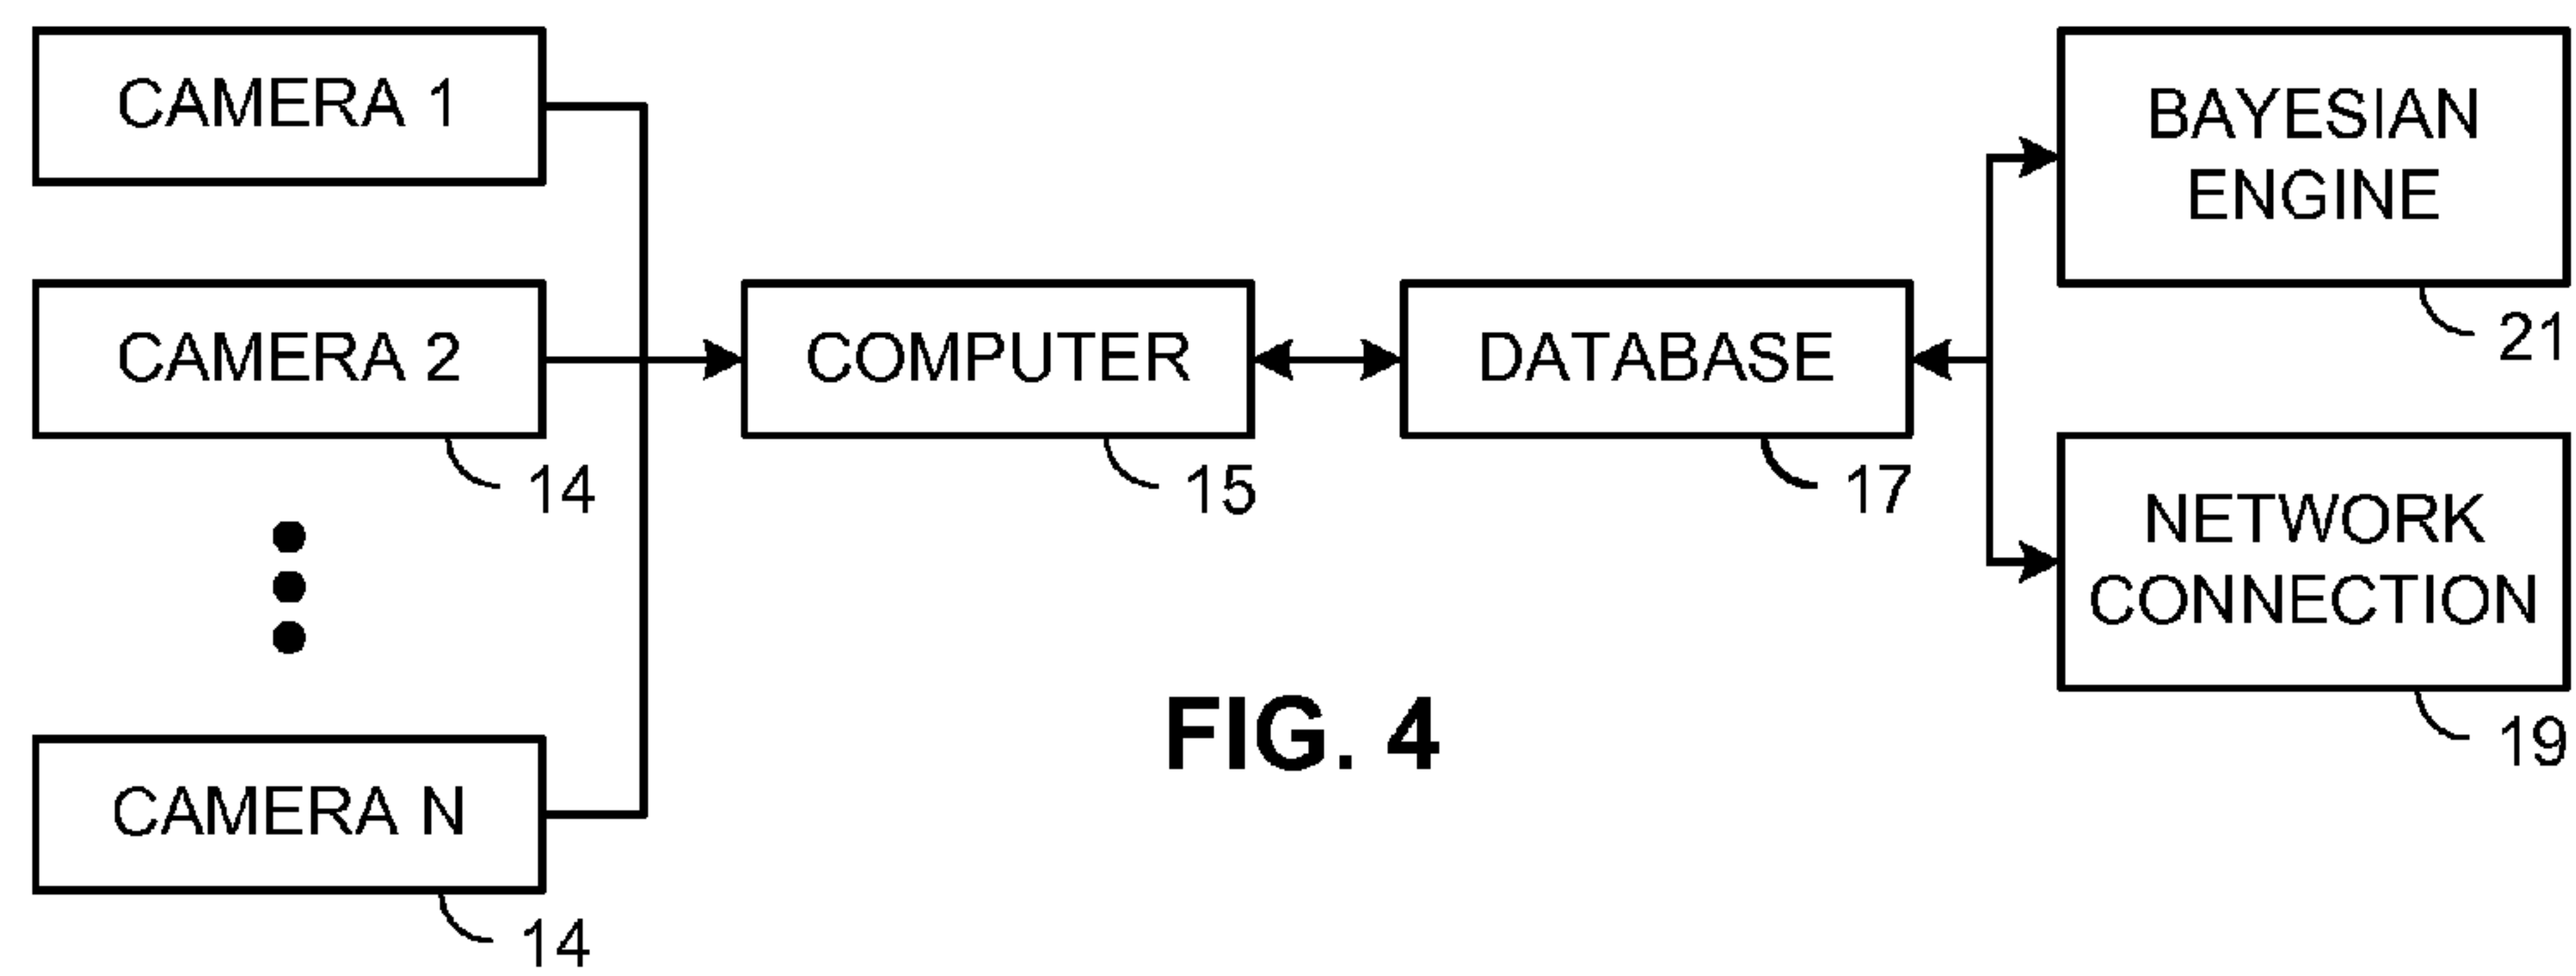 CAMERA 1
CAMERA 2
14
CAMERA N
14
COMPUTER
15
DATABASE
17
BAYESIAN
ENGINE
21
NETWORK
CONNECTION
19
FIG. 4